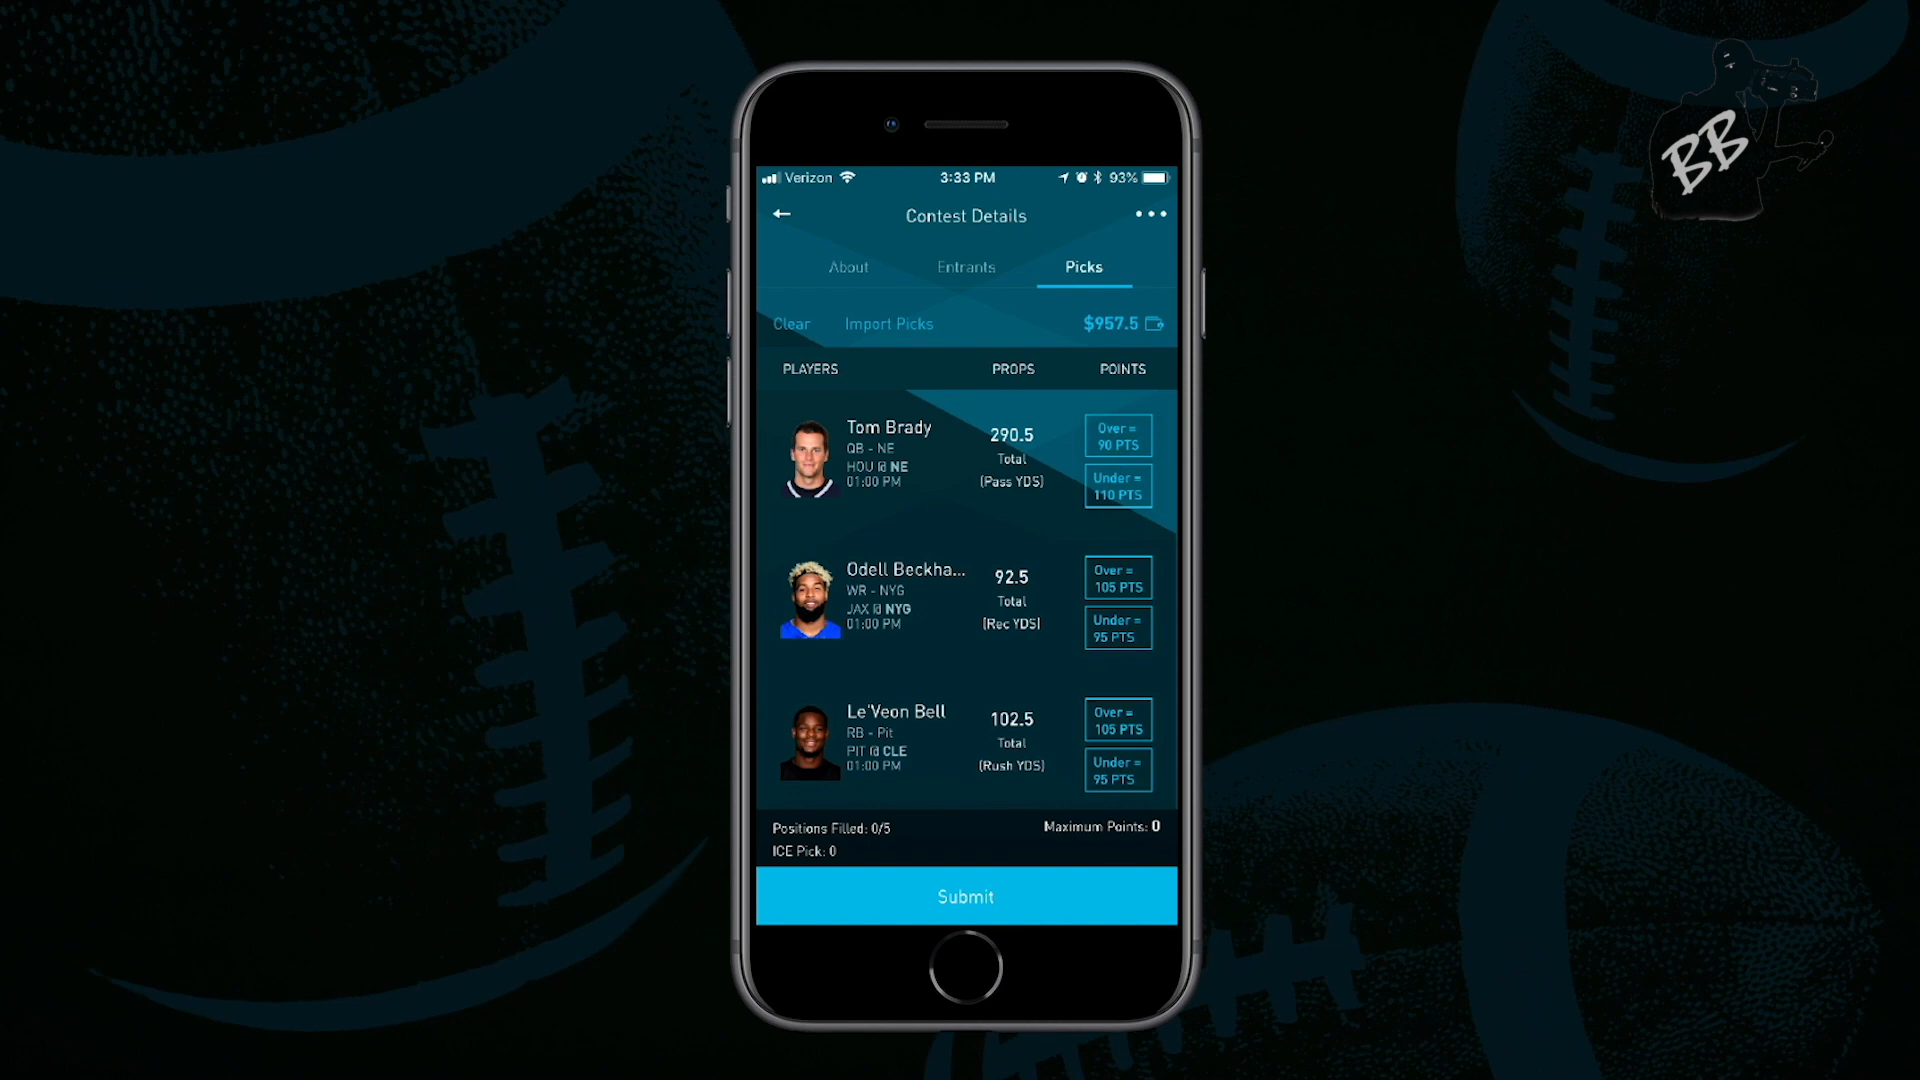 BB
Verizon 3:33 PM 93%
Contest Details
About Entrants Picks
Clear Import Picks $957.5
PLAYERS PROPS POINTS
Tom Brady
QB - NE
HOU @ NE
01:00 PM
290.5
Total
(Pass YDS)
Over =
90 PTS
Under =
110 PTS
Odell Beckha...
WR - NYG
JAX @ NYG
01:00 PM
92.5
Total
(Rec YDS)
Over =
105 PTS
Under =
95 PTS
Le'Veon Bell
RB - Pit
PIT @ CLE
01:00 PM
102.5
Total
(Rush YDS)
Over =
105 PTS
Under =
95 PTS
Positions Filled: 0/5 Maximum Points: 0
ICE Pick: 0
Submit